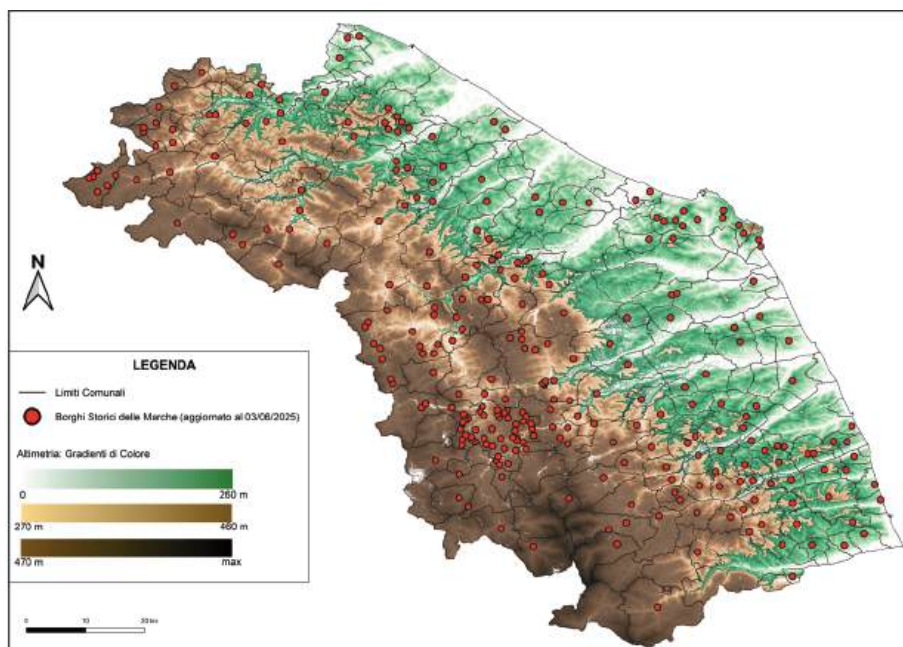 N
LEGENDA
Limiti Comunali
Borghi Storici delle Marche (aggiornato al 03/06/2025)
Altimetria: Gradienti di Colore
0 260 m
270 m 460 m
470 m max
0 10 20 km